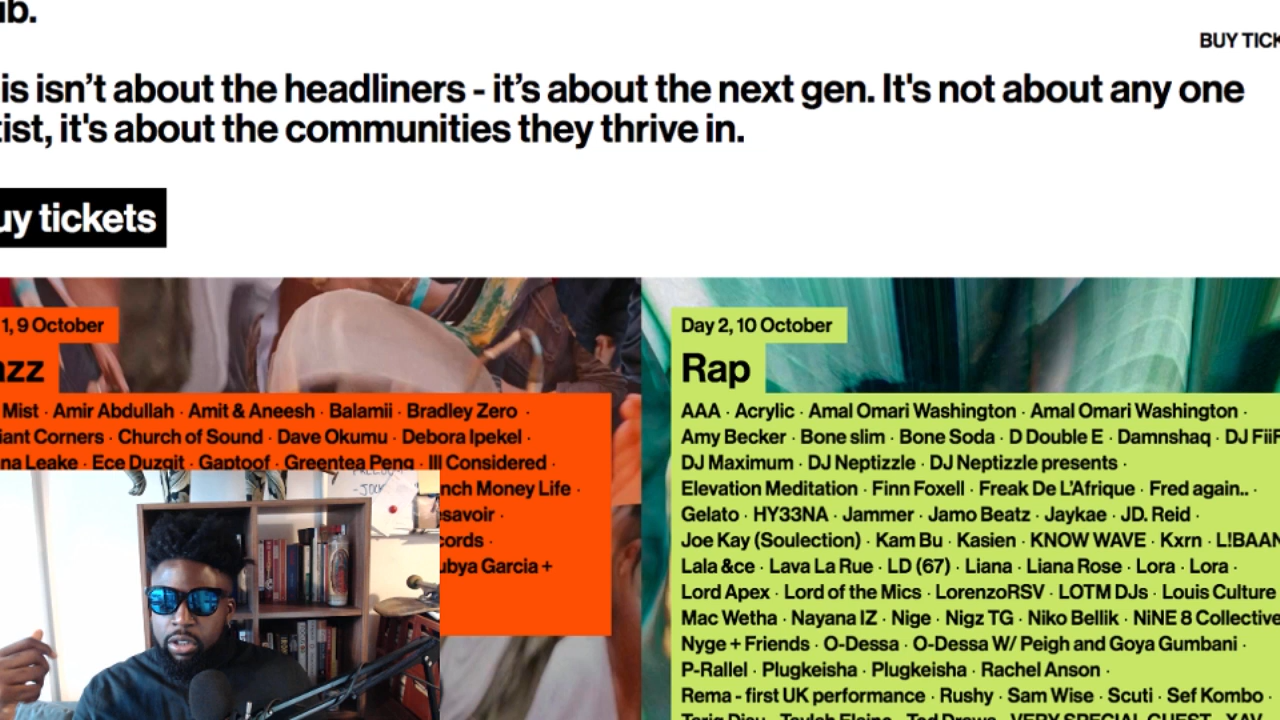 ub.
BUY TICK
is isn’t about the headliners - it’s about the next gen. It's not about any one
tist, it's about the communities they thrive in.
uy tickets
1, 9 October
azz
Mist · Amir Abdullah · Amit & Aneesh · Balamii · Bradley Zero ·
iant Corners · Church of Sound · Dave Okumu · Debora Ipekel ·
na Leake · Ece Duzgit · Gaptoof · Greentea Peng · Ill Considered ·
nch Money Life ·
esavoir ·
cords ·
ubya Garcia +
Day 2, 10 October
Rap
AAA · Acrylic · Amal Omari Washington · Amal Omari Washington ·
Amy Becker · Bone slim · Bone Soda · D Double E · Damnshaq · DJ FiiF
DJ Maximum · DJ Neptizzle · DJ Neptizzle presents ·
Elevation Meditation · Finn Foxell · Freak De L’Afrique · Fred again.. ·
Gelato · HY33NA · Jammer · Jamo Beatz · Jaykae · JD. Reid ·
Joe Kay (Soulection) · Kam Bu · Kasien · KNOW WAVE · Kxrn · L!BAAN
Lala &ce · Lava La Rue · LD (67) · Liana · Liana Rose · Lora · Lora ·
Lord Apex · Lord of the Mics · LorenzoRSV · LOTM DJs · Louis Culture
Mac Wetha · Nayana IZ · Nige · Nigz TG · Niko Bellik · NiNE 8 Collective
Nyge + Friends · O-Dessa · O-Dessa W/ Peigh and Goya Gumbani ·
P-Rallel · Plugkeisha · Plugkeisha · Rachel Anson ·
Rema - first UK performance · Rushy · Sam Wise · Scuti · Sef Kombo ·